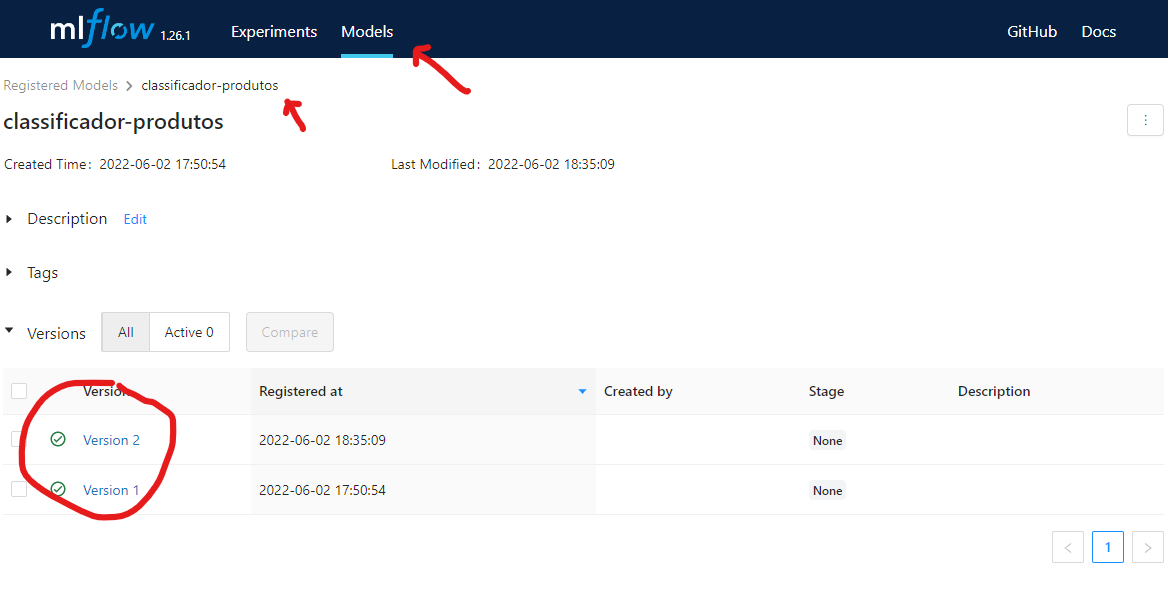 mlflow 1.26.1 Experiments Models GitHub Docs
Registered Models > classificador-produtos
classificador-produtos
Created Time: 2022-06-02 17:50:54 Last Modified: 2022-06-02 18:35:09
Description Edit
Tags
Versions All Active 0 Compare
Version Registered at Created by Stage Description
Version 2 2022-06-02 18:35:09 None
Version 1 2022-06-02 17:50:54 None
< 1 >